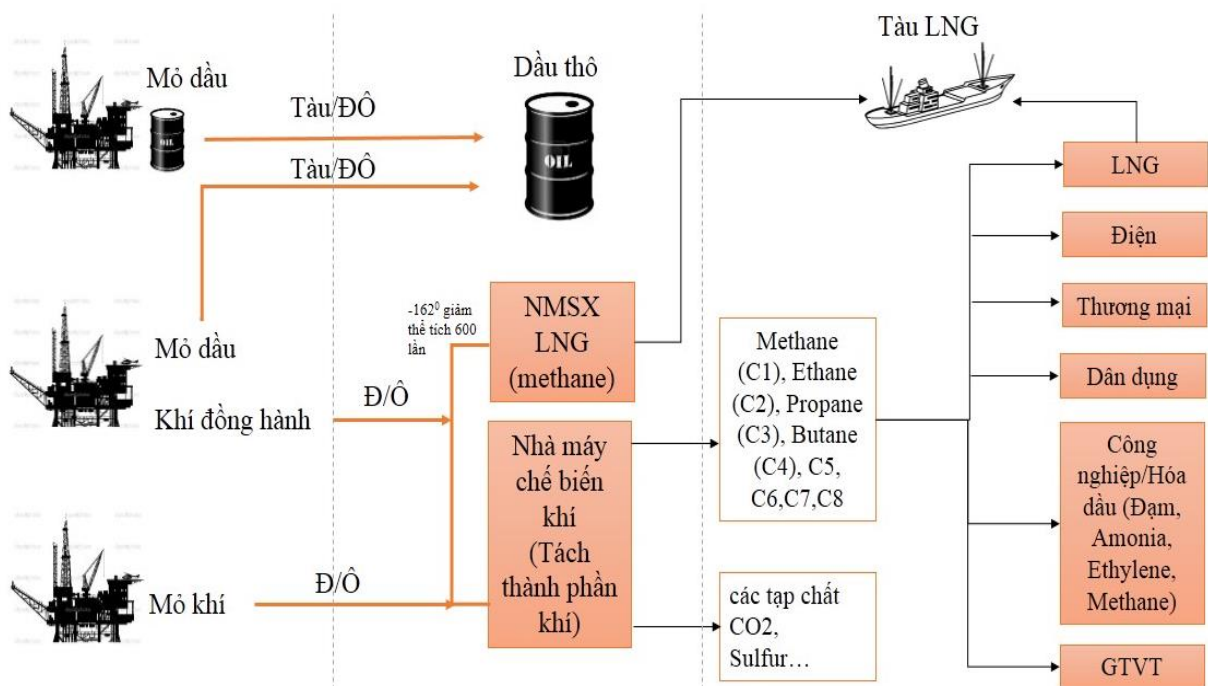 Mỏ dầu
Tàu/ĐÔ
Tàu/ĐÔ
Dầu thô
OIL
OIL
Tàu LNG
LNG
Điện
Thương mại
Dân dụng
Công
nghiệp/Hóa
dầu (Đạm,
Amonia,
Ethylene,
Methane)
GTVT
Mỏ dầu
Khí đồng hành
Đ/Ô
-162⁰ giảm
thể tích 600
lần
NMSX
LNG
(methane)
Nhà máy
chế biến
khí
(Tách
thành phần
khí)
Methane
(C1), Ethane
(C2), Propane
(C3), Butane
(C4), C5,
C6,C7,C8
Mỏ khí
Đ/Ô
các tạp chất
CO2,
Sulfur…